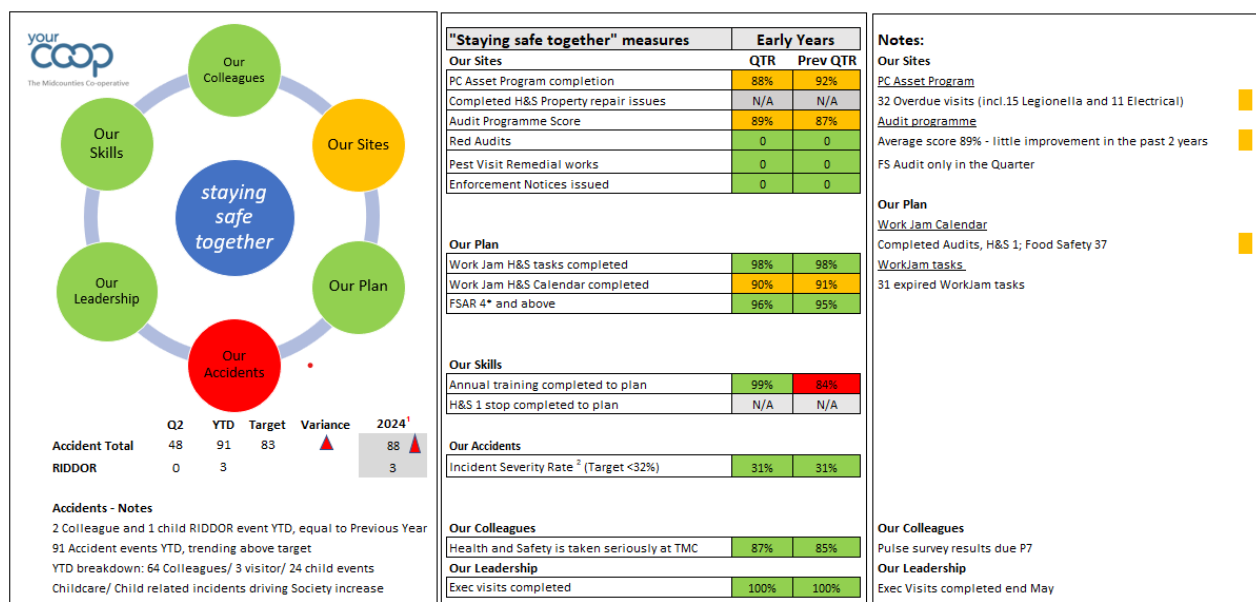 your
coop
The Midcounties Co-operative
Our
Colleagues
Our Sites
Our Plan
Our
Accidents
Our
Leadership
Our
Skills
staying
safe
together
Q2 YTD Target Variance 2024¹
Accident Total 48 91 83 88
RIDDOR 0 3 3
Accidents - Notes
2 Colleague and 1 child RIDDOR event YTD, equal to Previous Year
91 Accident events YTD, trending above target
YTD breakdown: 64 Colleagues/ 3 visitor/ 24 child events
Childcare/ Child related incidents driving Society increase
"Staying safe together" measures Early Years
Our Sites QTR Prev QTR
PC Asset Program completion 88% 92%
Completed H&S Property repair issues N/A N/A
Audit Programme Score 89% 87%
Red Audits 0 0
Pest Visit Remedial works 0 0
Enforcement Notices issued 0 0
Our Plan
Work Jam H&S tasks completed 98% 98%
Work Jam H&S Calendar completed 90% 91%
FSAR 4* and above 96% 95%
Our Skills
Annual training completed to plan 99% 84%
H&S 1 stop completed to plan N/A N/A
Our Accidents
Incident Severity Rate ² (Target <32%) 31% 31%
Our Colleagues
Health and Safety is taken seriously at TMC 87% 85%
Our Leadership
Exec visits completed 100% 100%
Notes:
Our Sites
PC Asset Program
32 Overdue visits (incl.15 Legionella and 11 Electrical)
Audit programme
Average score 89% - little improvement in the past 2 years
FS Audit only in the Quarter
Our Plan
Work Jam Calendar
Completed Audits, H&S 1; Food Safety 37
WorkJam tasks
31 expired WorkJam tasks
Our Colleagues
Pulse survey results due P7
Our Leadership
Exec Visits completed end May